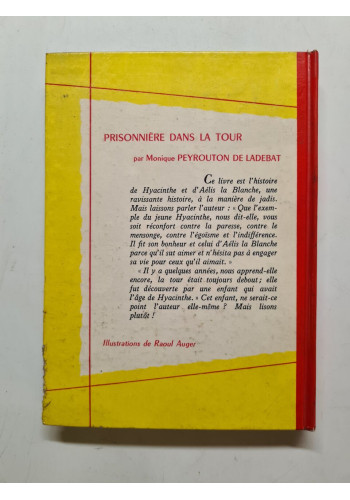 PRISONNIÈRE DANS LA TOUR
par Monique PEYROUTON DE LADEBAT
Ce livre est l'histoire
de Hyacinthe et d'Aélis la Blanche, une
ravissante histoire, à la manière de jadis.
Mais laissons parler l'auteur : « Que l'exem-
ple du jeune Hyacinthe, nous dit-elle, vous
soit réconfort contre la paresse, contre le
mensonge, contre l'égoïsme et l'indifférence.
Il fit son bonheur et celui d'Aélis la Blanche
parce qu'il sut aimer et n'hésita pas à engager
sa vie pour ceux qu'il aimait. »
« Il y a quelques années, nous apprend-elle
encore, la tour était toujours debout ; elle
fut découverte par une enfant qui avait
l'âge de Hyacinthe. » Cet enfant, ne serait-ce
point l'auteur elle-même ? Mais lisons
plutôt !
Illustrations de Raoul Auger